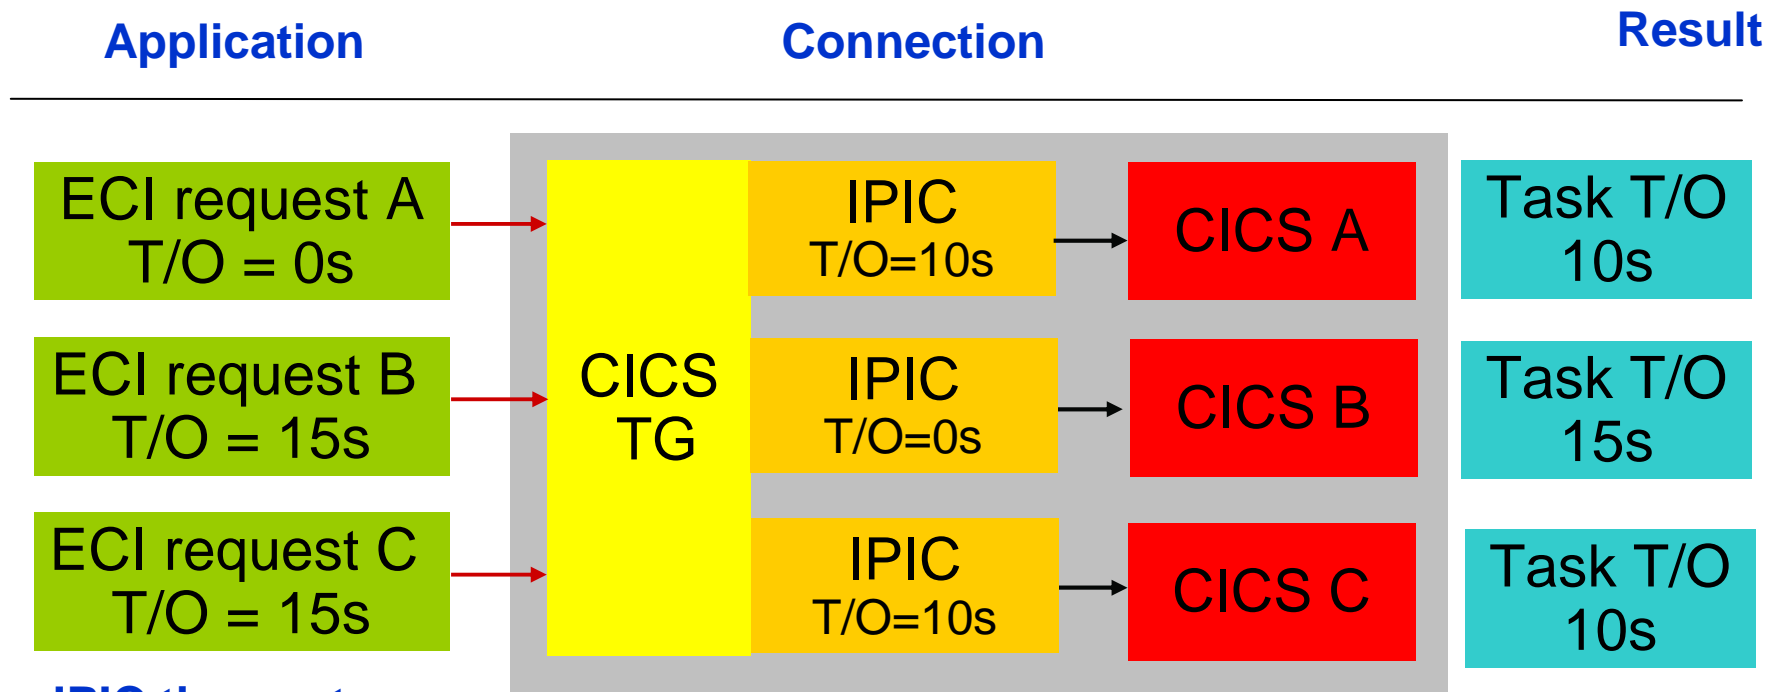 Application
Connection
Result
ECI request A
T/O = 0s
IPIC
T/O=10s
CICS A
Task T/O
10s
ECI request B
T/O = 15s
CICS
TG
IPIC
T/O=0s
CICS B
Task T/O
15s
ECI request C
T/O = 15s
IPIC
T/O=10s
CICS C
Task T/O
10s
IPIC